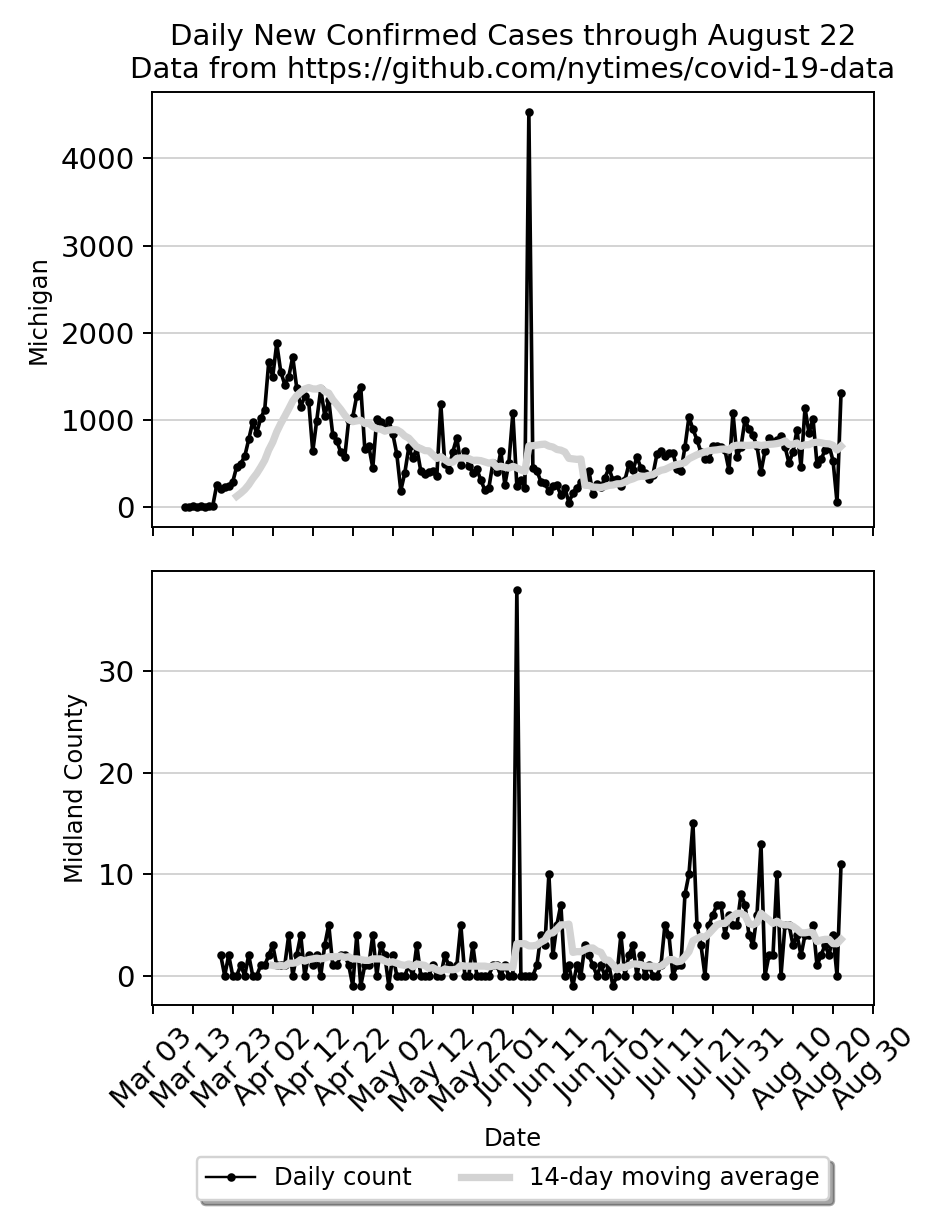 Daily New Confirmed Cases through August 22
Data from https://github.com/nytimes/covid-19-data
Michigan
4000
3000
2000
1000
0
Midland County
30
20
10
0
Mar 03
Mar 13
Mar 23
Apr 02
Apr 12
Apr 22
May 02
May 12
May 22
Jun 01
Jun 11
Jun 21
Jul 01
Jul 11
Jul 21
Jul 31
Aug 10
Aug 20
Aug 30
Date
Daily count
14-day moving average